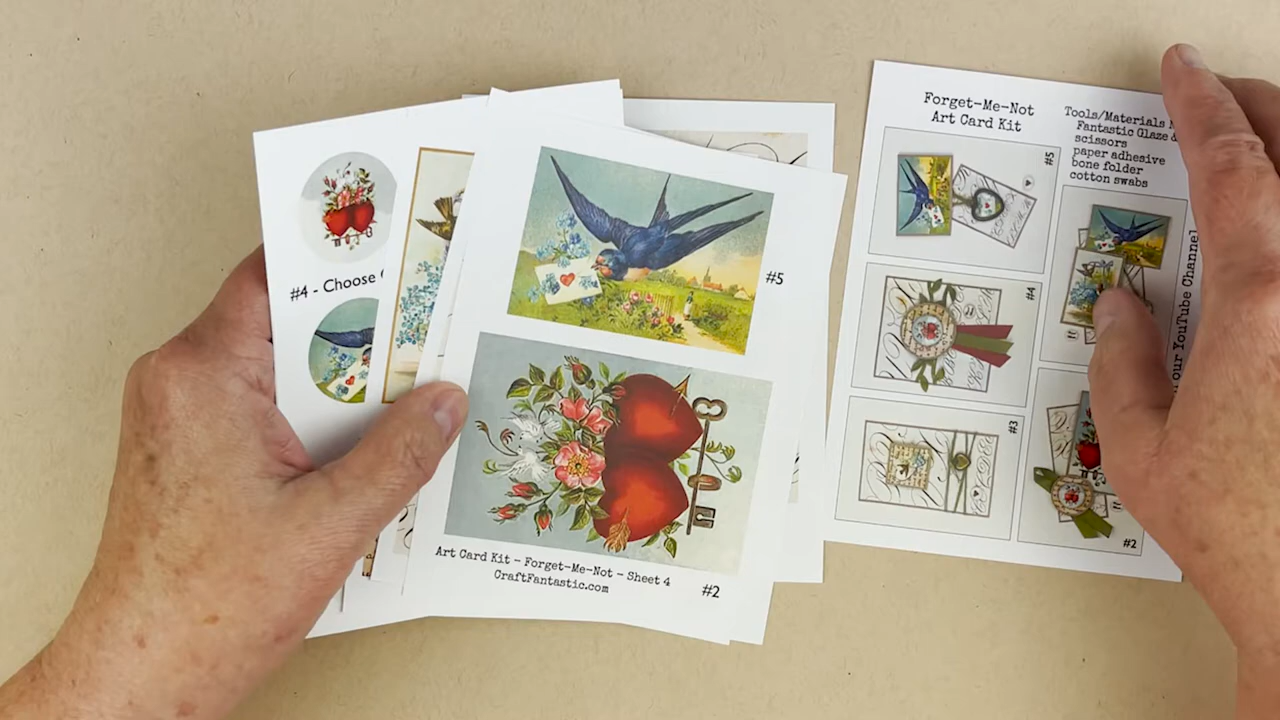 #4 - Choose
#5
Art Card Kit - Forget-Me-Not - Sheet 4
CraftFantastic.com
#2
Forget-Me-Not
Art Card Kit
Tools/Materials
Fantastic Glaze &
scissors
paper adhesive
bone folder
cotton swabs
#5
#4
#3
#2
our YouTube Channel